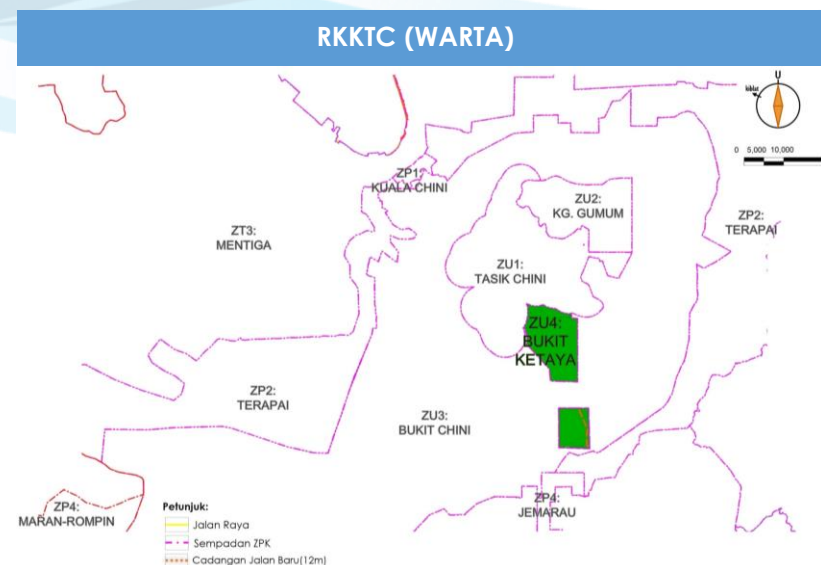 RKKTC (WARTA)
U
kiblat
0 5,000 10,000
ZP1:
KUALA CHINI
ZU2:
KG. GUMUM
ZT3:
MENTIGA
ZP2:
TERAPAI
ZU1:
TASIK CHINI
ZU4:
BUKIT
KETAYA
ZP2:
TERAPAI
ZU3:
BUKIT CHINI
ZP4:
MARAN-ROMPIN
ZP4:
JEMARAU
Petunjuk:
Jalan Raya
Sempadan ZPK
Cadangan Jalan Baru(12m)